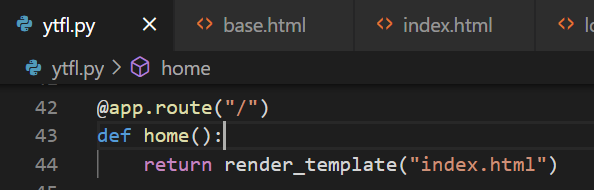 ytfl.py × <> base.html <> index.html <>
ytfl.py > home
42 @app.route("/")
43 def home():
44 return render_template("index.html")